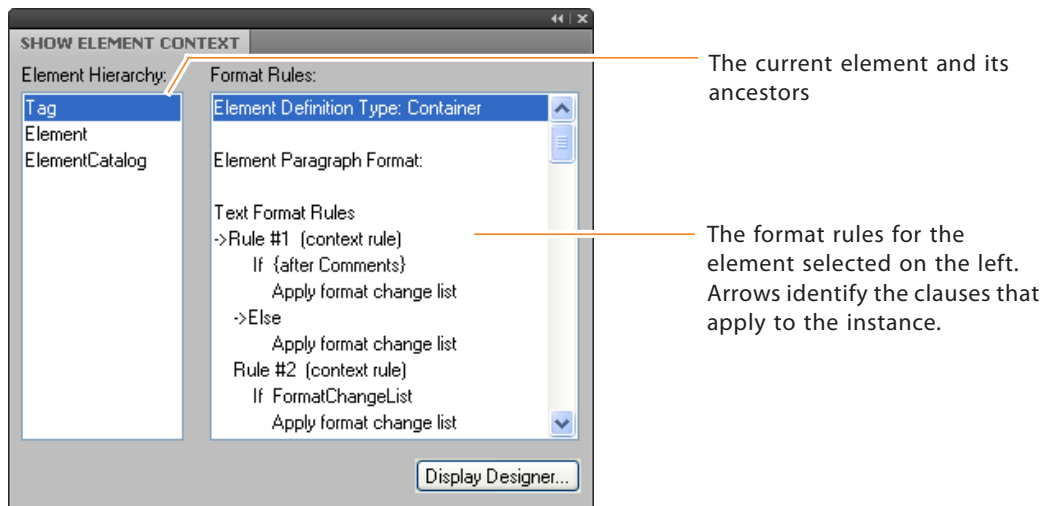 SHOW ELEMENT CONTEXT
Element Hierarchy:
Tag
Element
ElementCatalog
Format Rules:
Element Definition Type: Container
Element Paragraph Format:
Text Format Rules
->Rule #1 (context rule)
If {after Comments}
Apply format change list
->Else
Apply format change list
Rule #2 (context rule)
If FormatChangeList
Apply format change list
Display Designer...
The current element and its
ancestors
The format rules for the
element selected on the left.
Arrows identify the clauses that
apply to the instance.